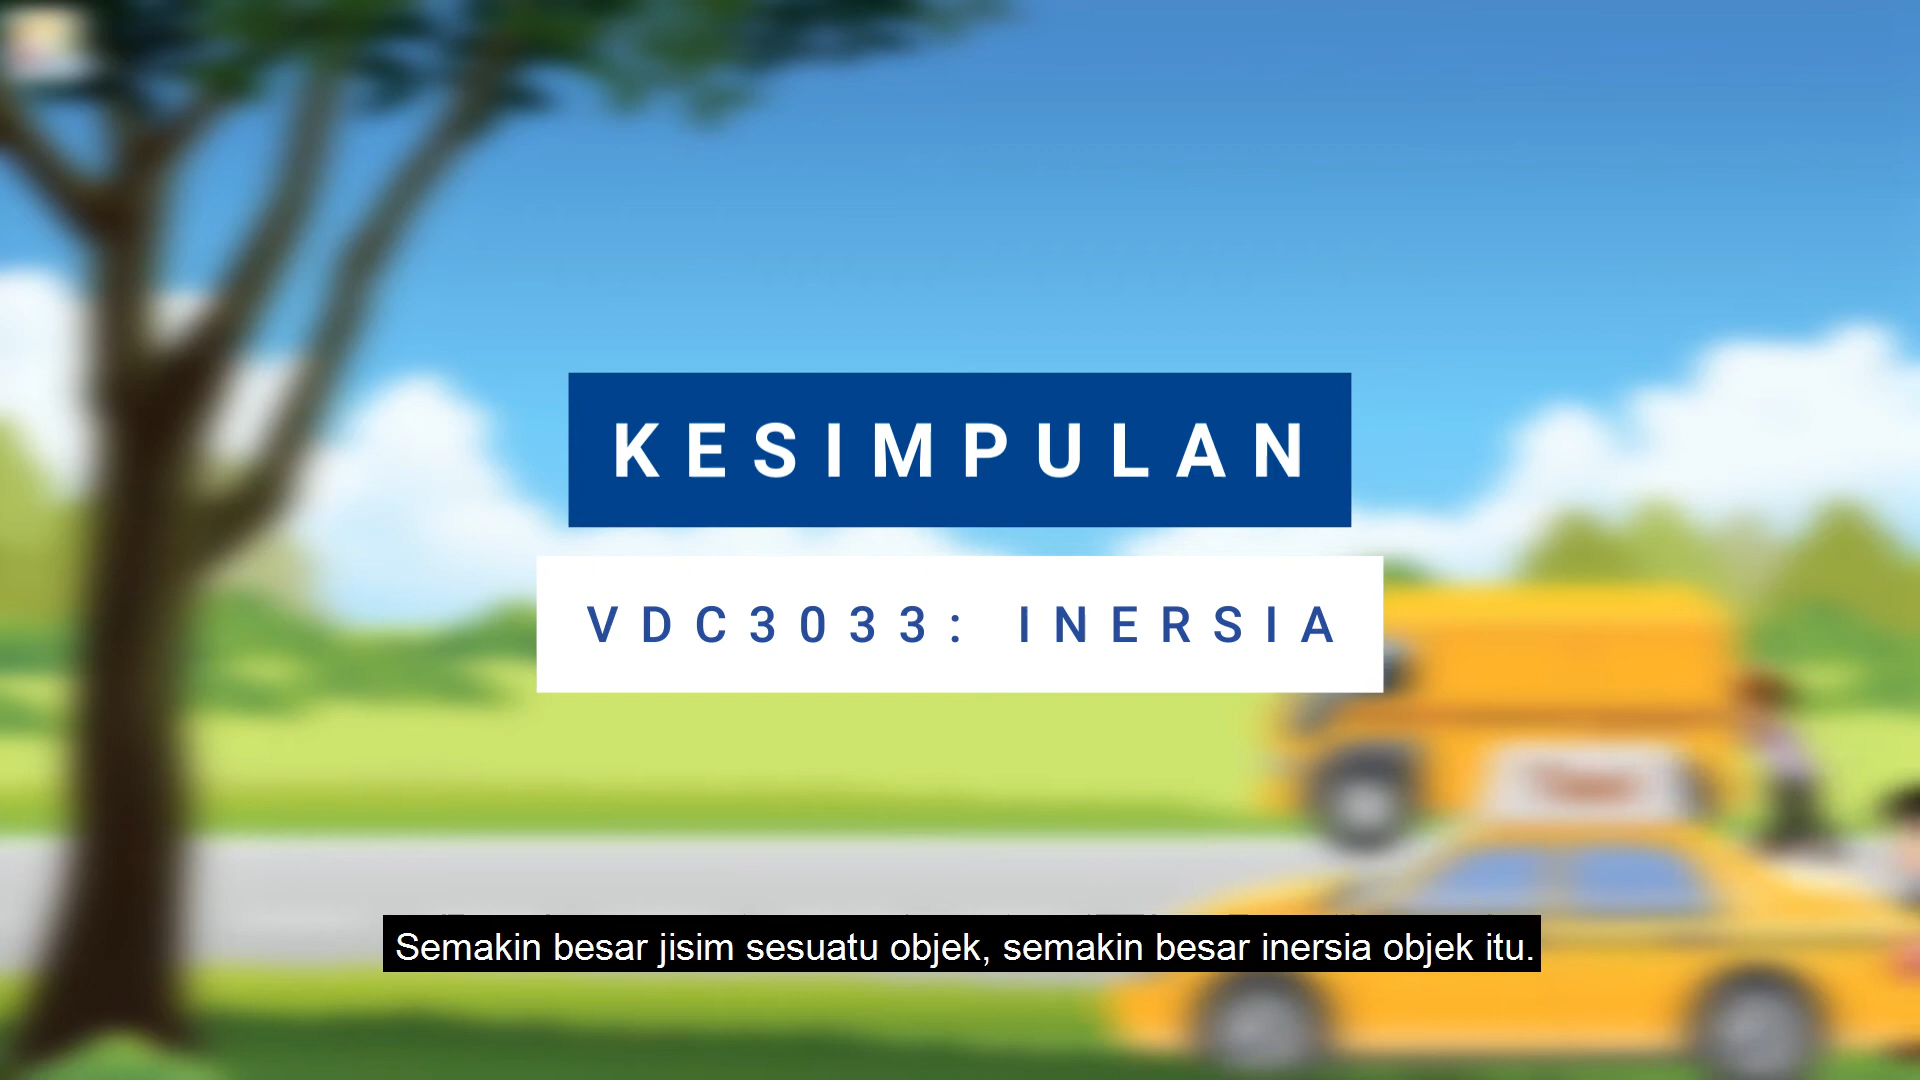 KESIMPULAN
VDC3033: INERSIA
Semakin besar jisim sesuatu objek, semakin besar inersia objek itu.